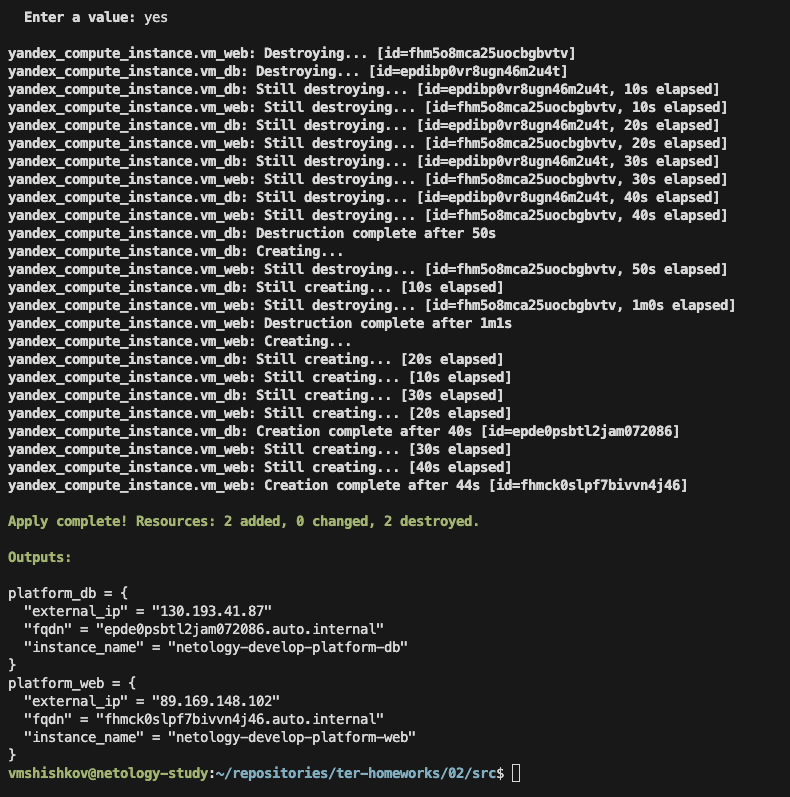 Enter a value: yes
yandex_compute_instance.vm_web: Destroying... [id=fhm5o8mca25uocbgbvtv]
yandex_compute_instance.vm_db: Destroying... [id=epdibp0vr8ugn46m2u4t]
yandex_compute_instance.vm_db: Still destroying... [id=epdibp0vr8ugn46m2u4t, 10s elapsed]
yandex_compute_instance.vm_web: Still destroying... [id=fhm5o8mca25uocbgbvtv, 10s elapsed]
yandex_compute_instance.vm_db: Still destroying... [id=epdibp0vr8ugn46m2u4t, 20s elapsed]
yandex_compute_instance.vm_web: Still destroying... [id=fhm5o8mca25uocbgbvtv, 20s elapsed]
yandex_compute_instance.vm_db: Still destroying... [id=epdibp0vr8ugn46m2u4t, 30s elapsed]
yandex_compute_instance.vm_web: Still destroying... [id=fhm5o8mca25uocbgbvtv, 30s elapsed]
yandex_compute_instance.vm_db: Still destroying... [id=epdibp0vr8ugn46m2u4t, 40s elapsed]
yandex_compute_instance.vm_web: Still destroying... [id=fhm5o8mca25uocbgbvtv, 40s elapsed]
yandex_compute_instance.vm_db: Destruction complete after 50s
yandex_compute_instance.vm_db: Creating...
yandex_compute_instance.vm_web: Still destroying... [id=fhm5o8mca25uocbgbvtv, 50s elapsed]
yandex_compute_instance.vm_db: Still creating... [10s elapsed]
yandex_compute_instance.vm_web: Still destroying... [id=fhm5o8mca25uocbgbvtv, 1m0s elapsed]
yandex_compute_instance.vm_web: Destruction complete after 1m1s
yandex_compute_instance.vm_web: Creating...
yandex_compute_instance.vm_db: Still creating... [20s elapsed]
yandex_compute_instance.vm_web: Still creating... [10s elapsed]
yandex_compute_instance.vm_db: Still creating... [30s elapsed]
yandex_compute_instance.vm_web: Still creating... [20s elapsed]
yandex_compute_instance.vm_db: Creation complete after 40s [id=epde0psbtl2jam072086]
yandex_compute_instance.vm_web: Still creating... [30s elapsed]
yandex_compute_instance.vm_web: Still creating... [40s elapsed]
yandex_compute_instance.vm_web: Creation complete after 44s [id=fhmck0slpf7bivvn4j46]
Apply complete! Resources: 2 added, 0 changed, 2 destroyed.
Outputs:
platform_db = {
"external_ip" = "130.193.41.87"
"fqdn" = "epde0psbtl2jam072086.auto.internal"
"instance_name" = "netology-develop-platform-db"
}
platform_web = {
"external_ip" = "89.169.148.102"
"fqdn" = "fhmck0slpf7bivvn4j46.auto.internal"
"instance_name" = "netology-develop-platform-web"
}
vmshishkov@netology-study:~/repositories/ter-homeworks/02/src$